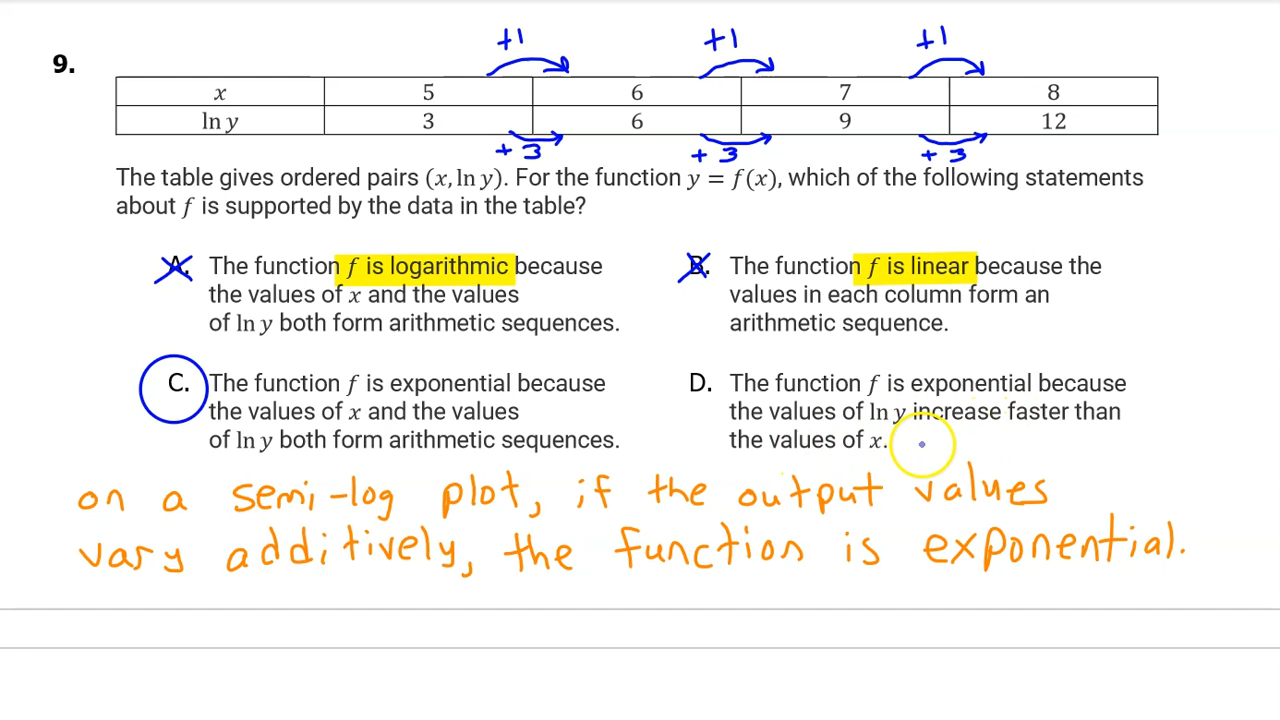 +1 +1 +1
9.
x 5 6 7 8
ln y 3 6 9 12
+3 +3 +3
The table gives ordered pairs (x, ln y). For the function y = f(x), which of the following statements
about f is supported by the data in the table?
A. The function f is logarithmic because
the values of x and the values
of ln y both form arithmetic sequences.
B. The function f is linear because the
values in each column form an
arithmetic sequence.
C. The function f is exponential because
the values of x and the values
of ln y both form arithmetic sequences.
D. The function f is exponential because
the values of ln y increase faster than
the values of x.
on a semi-log plot, if the output values
vary additively, the function is exponential.